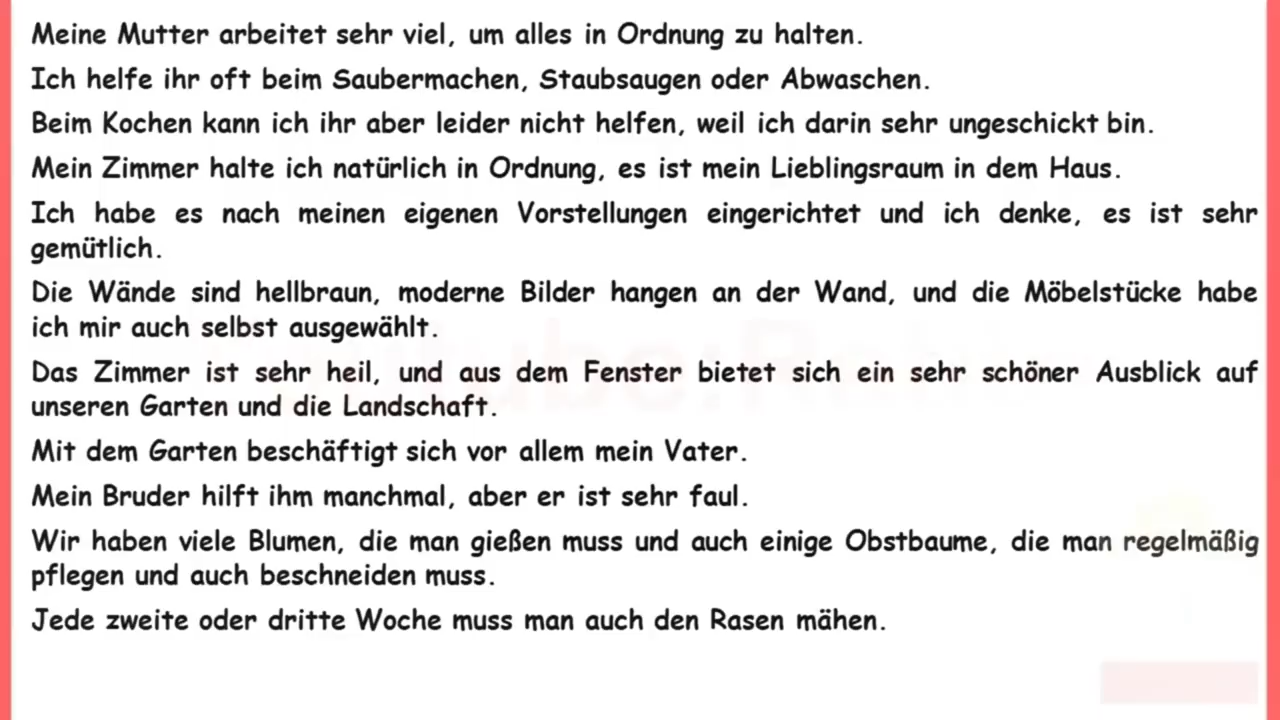 Meine Mutter arbeitet sehr viel, um alles in Ordnung zu halten.
Ich helfe ihr oft beim Saubermachen, Staubsaugen oder Abwaschen.
Beim Kochen kann ich ihr aber leider nicht helfen, weil ich darin sehr ungeschickt bin.
Mein Zimmer halte ich natürlich in Ordnung, es ist mein Lieblingsraum in dem Haus.
Ich habe es nach meinen eigenen Vorstellungen eingerichtet und ich denke, es ist sehr
gemütlich.
Die Wände sind hellbraun, moderne Bilder hangen an der Wand, und die Möbelstücke habe
ich mir auch selbst ausgewählt.
Das Zimmer ist sehr heil, und aus dem Fenster bietet sich ein sehr schöner Ausblick auf
unseren Garten und die Landschaft.
Mit dem Garten beschäftigt sich vor allem mein Vater.
Mein Bruder hilft ihm manchmal, aber er ist sehr faul.
Wir haben viele Blumen, die man gießen muss und auch einige Obstbaume, die man regelmäßig
pflegen und auch beschneiden muss.
Jede zweite oder dritte Woche muss man auch den Rasen mähen.